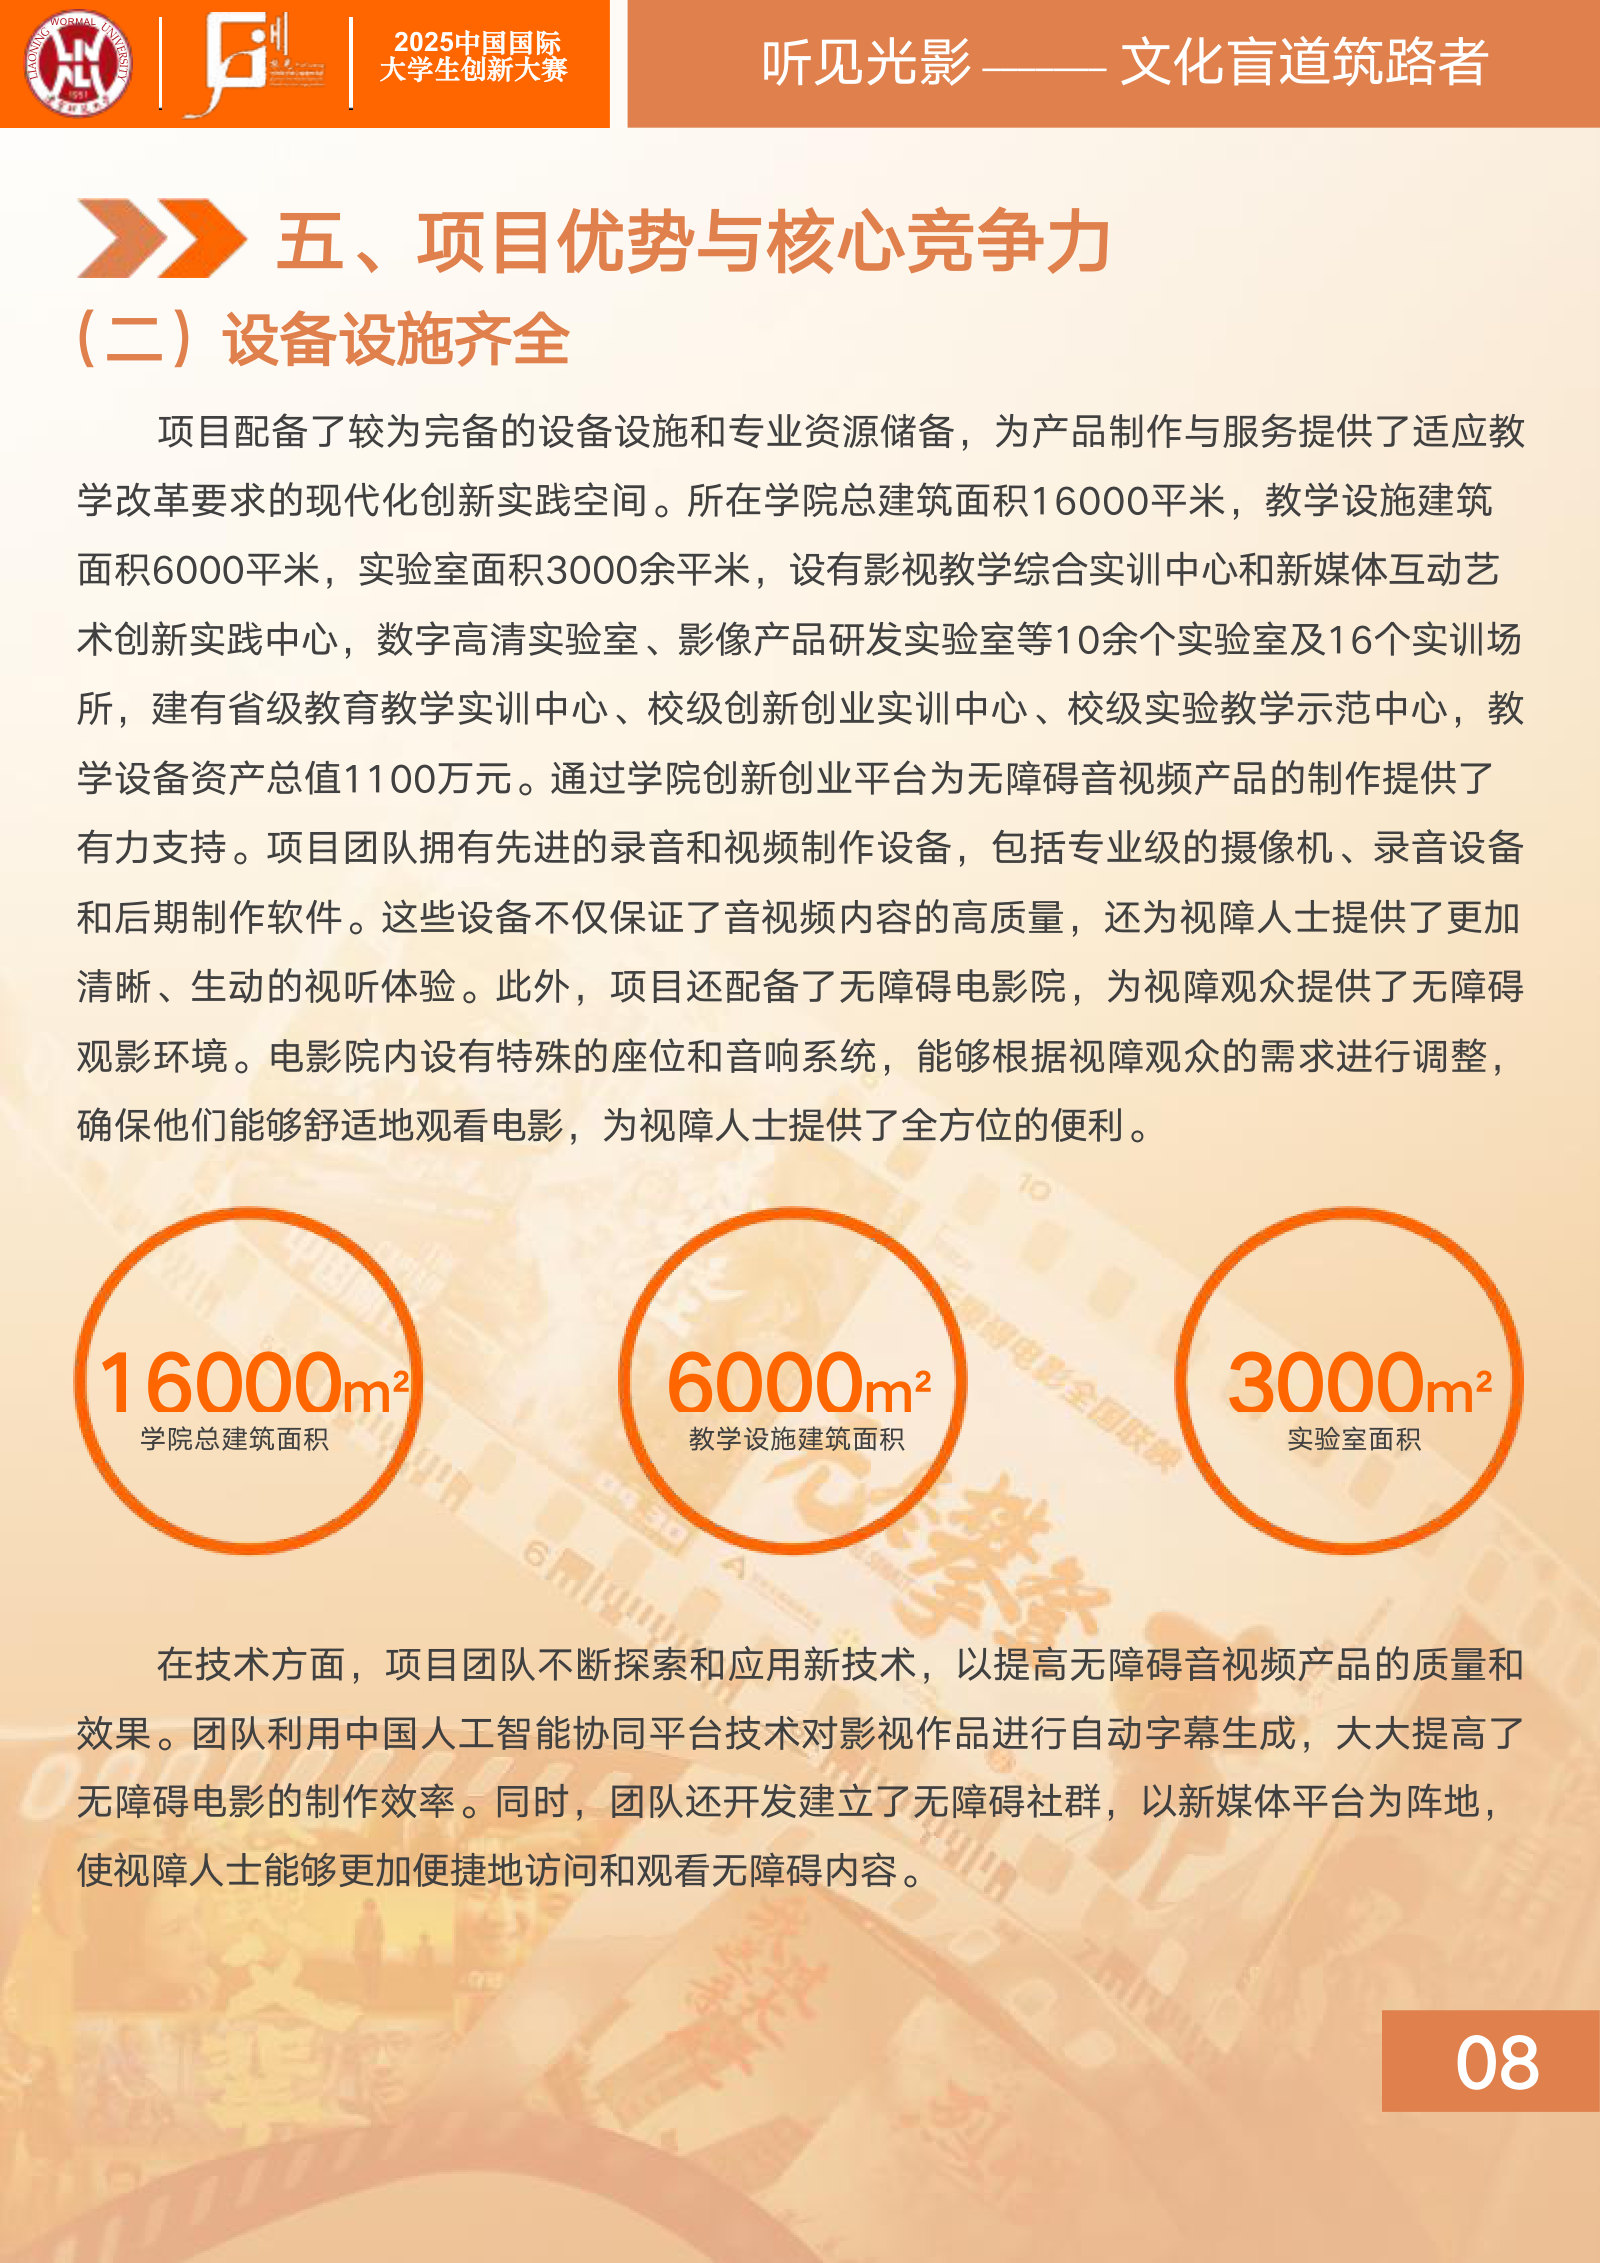 LIAONING WORMAL UNIVERSITY
1951
2025中国国际
大学生创新大赛
听见光影 ——— 文化盲道筑路者
五、项目优势与核心竞争力
（二）设备设施齐全
项目配备了较为完备的设备设施和专业资源储备，为产品制作与服务提供了适应教
学改革要求的现代化创新实践空间。所在学院总建筑面积16000平米，教学设施建筑
面积6000平米，实验室面积3000余平米，设有影视教学综合实训中心和新媒体互动艺
术创新实践中心，数字高清实验室、影像产品研发实验室等10余个实验室及16个实训场
所，建有省级教育教学实训中心、校级创新创业实训中心、校级实验教学示范中心，教
学设备资产总值1100万元。通过学院创新创业平台为无障碍音视频产品的制作提供了
有力支持。项目团队拥有先进的录音和视频制作设备，包括专业级的摄像机、录音设备
和后期制作软件。这些设备不仅保证了音视频内容的高质量，还为视障人士提供了更加
清晰、生动的视听体验。此外，项目还配备了无障碍电影院，为视障观众提供了无障碍
观影环境。电影院内设有特殊的座位和音响系统，能够根据视障观众的需求进行调整，
确保他们能够舒适地观看电影，为视障人士提供了全方位的便利。
16000m²
学院总建筑面积
6000m²
教学设施建筑面积
3000m²
实验室面积
无障碍电影全国联映
攀登
在技术方面，项目团队不断探索和应用新技术，以提高无障碍音视频产品的质量和
效果。团队利用中国人工智能协同平台技术对影视作品进行自动字幕生成，大大提高了
无障碍电影的制作效率。同时，团队还开发建立了无障碍社群，以新媒体平台为阵地，
使视障人士能够更加便捷地访问和观看无障碍内容。
08